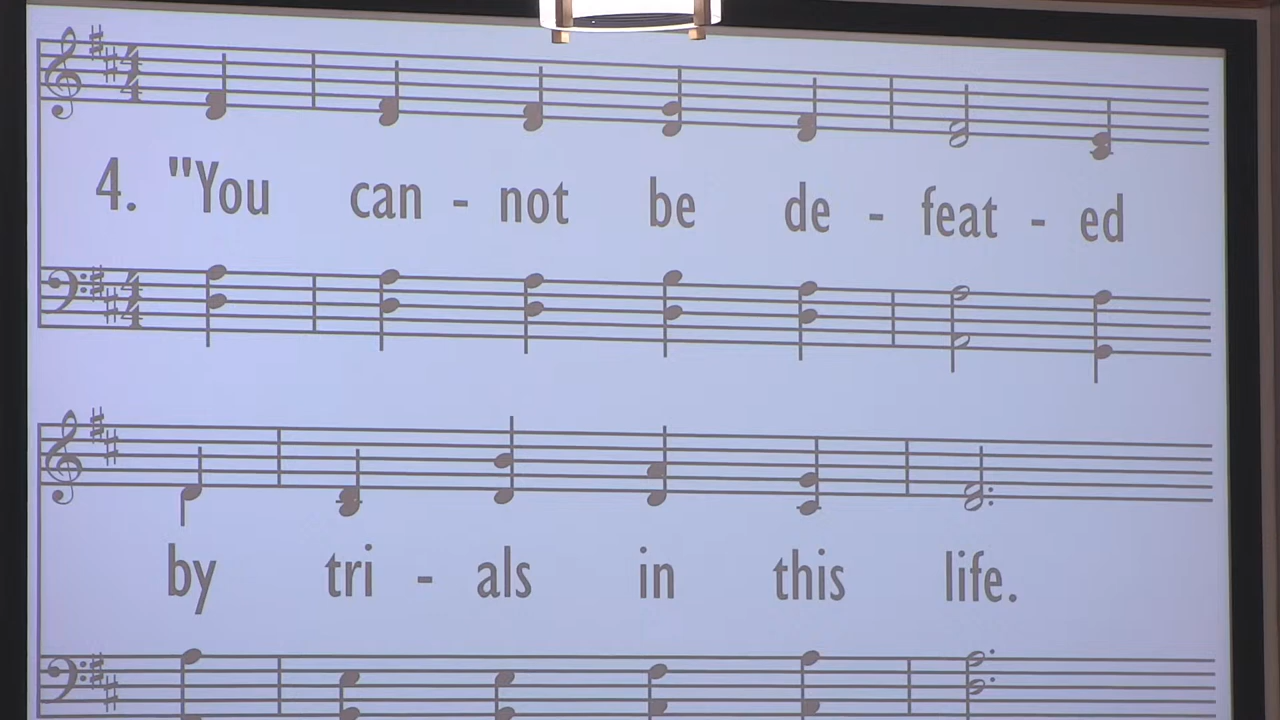 4. "You can - not be de - feat - ed
by tri - als in this life.